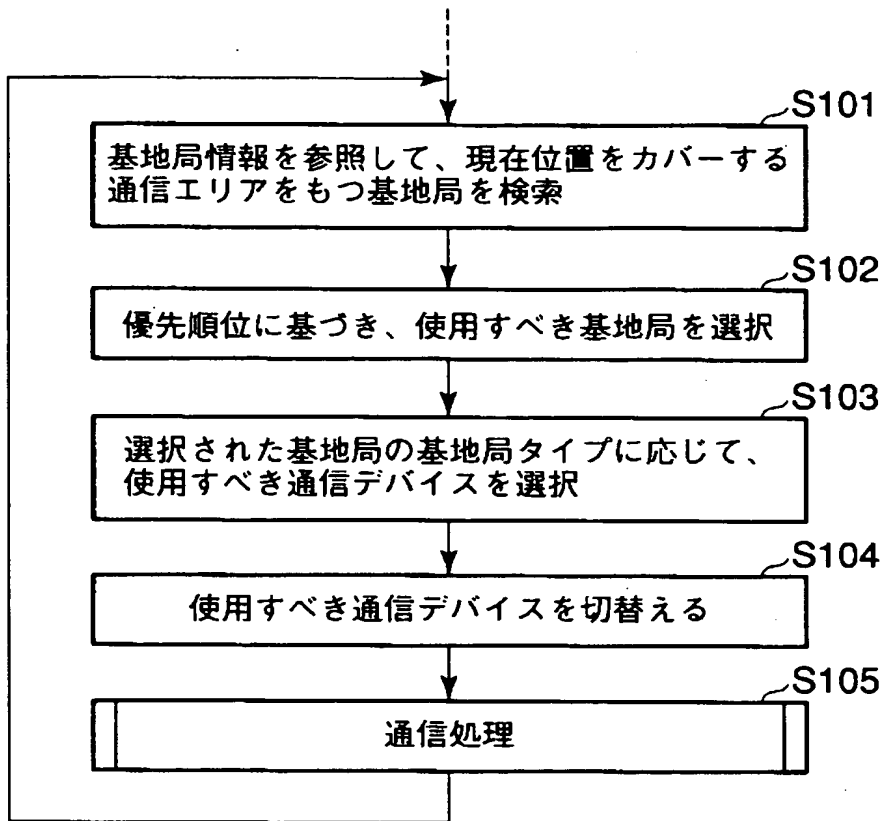 S101
基地局情報を参照して、現在位置をカバーする
通信エリアをもつ基地局を検索
S102
優先順位に基づき、使用すべき基地局を選択
S103
選択された基地局の基地局タイプに応じて、
使用すべき通信デバイスを選択
S104
使用すべき通信デバイスを切替える
S105
通信処理